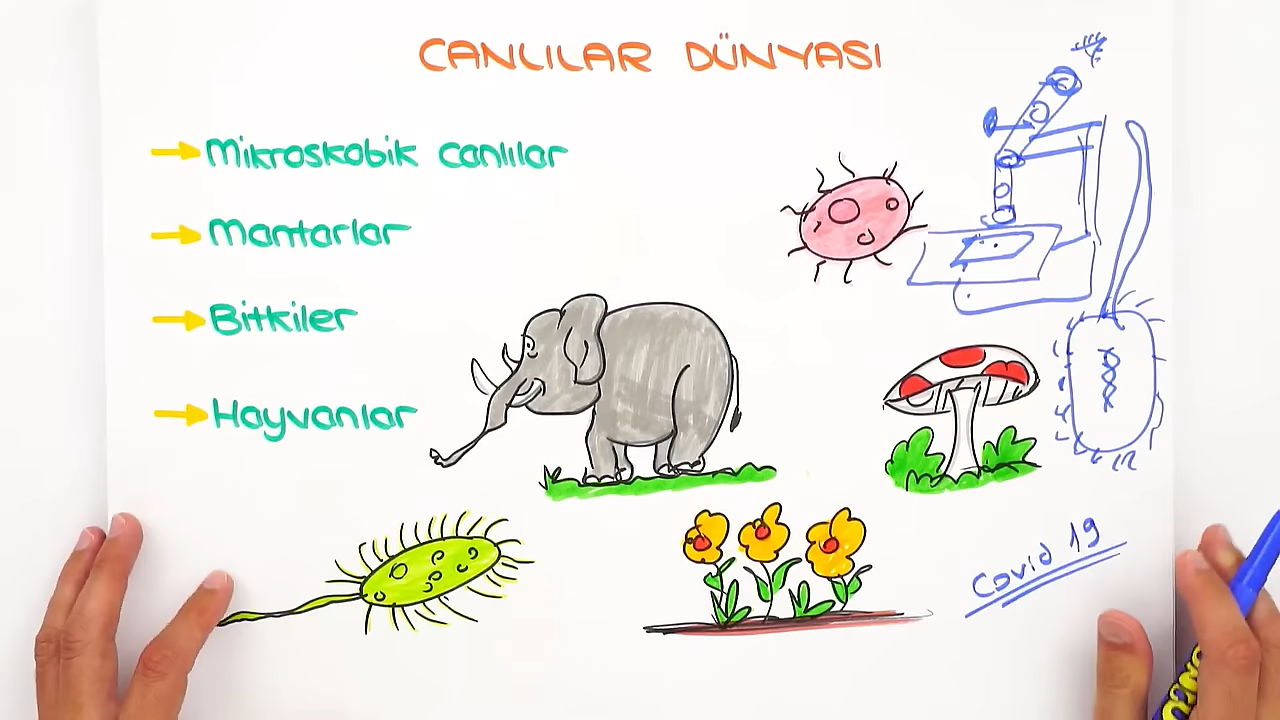 CANLILAR DÜNYASI
Mikroskobik canlılar
Mantarlar
Bitkiler
Hayvanlar
Covid 19